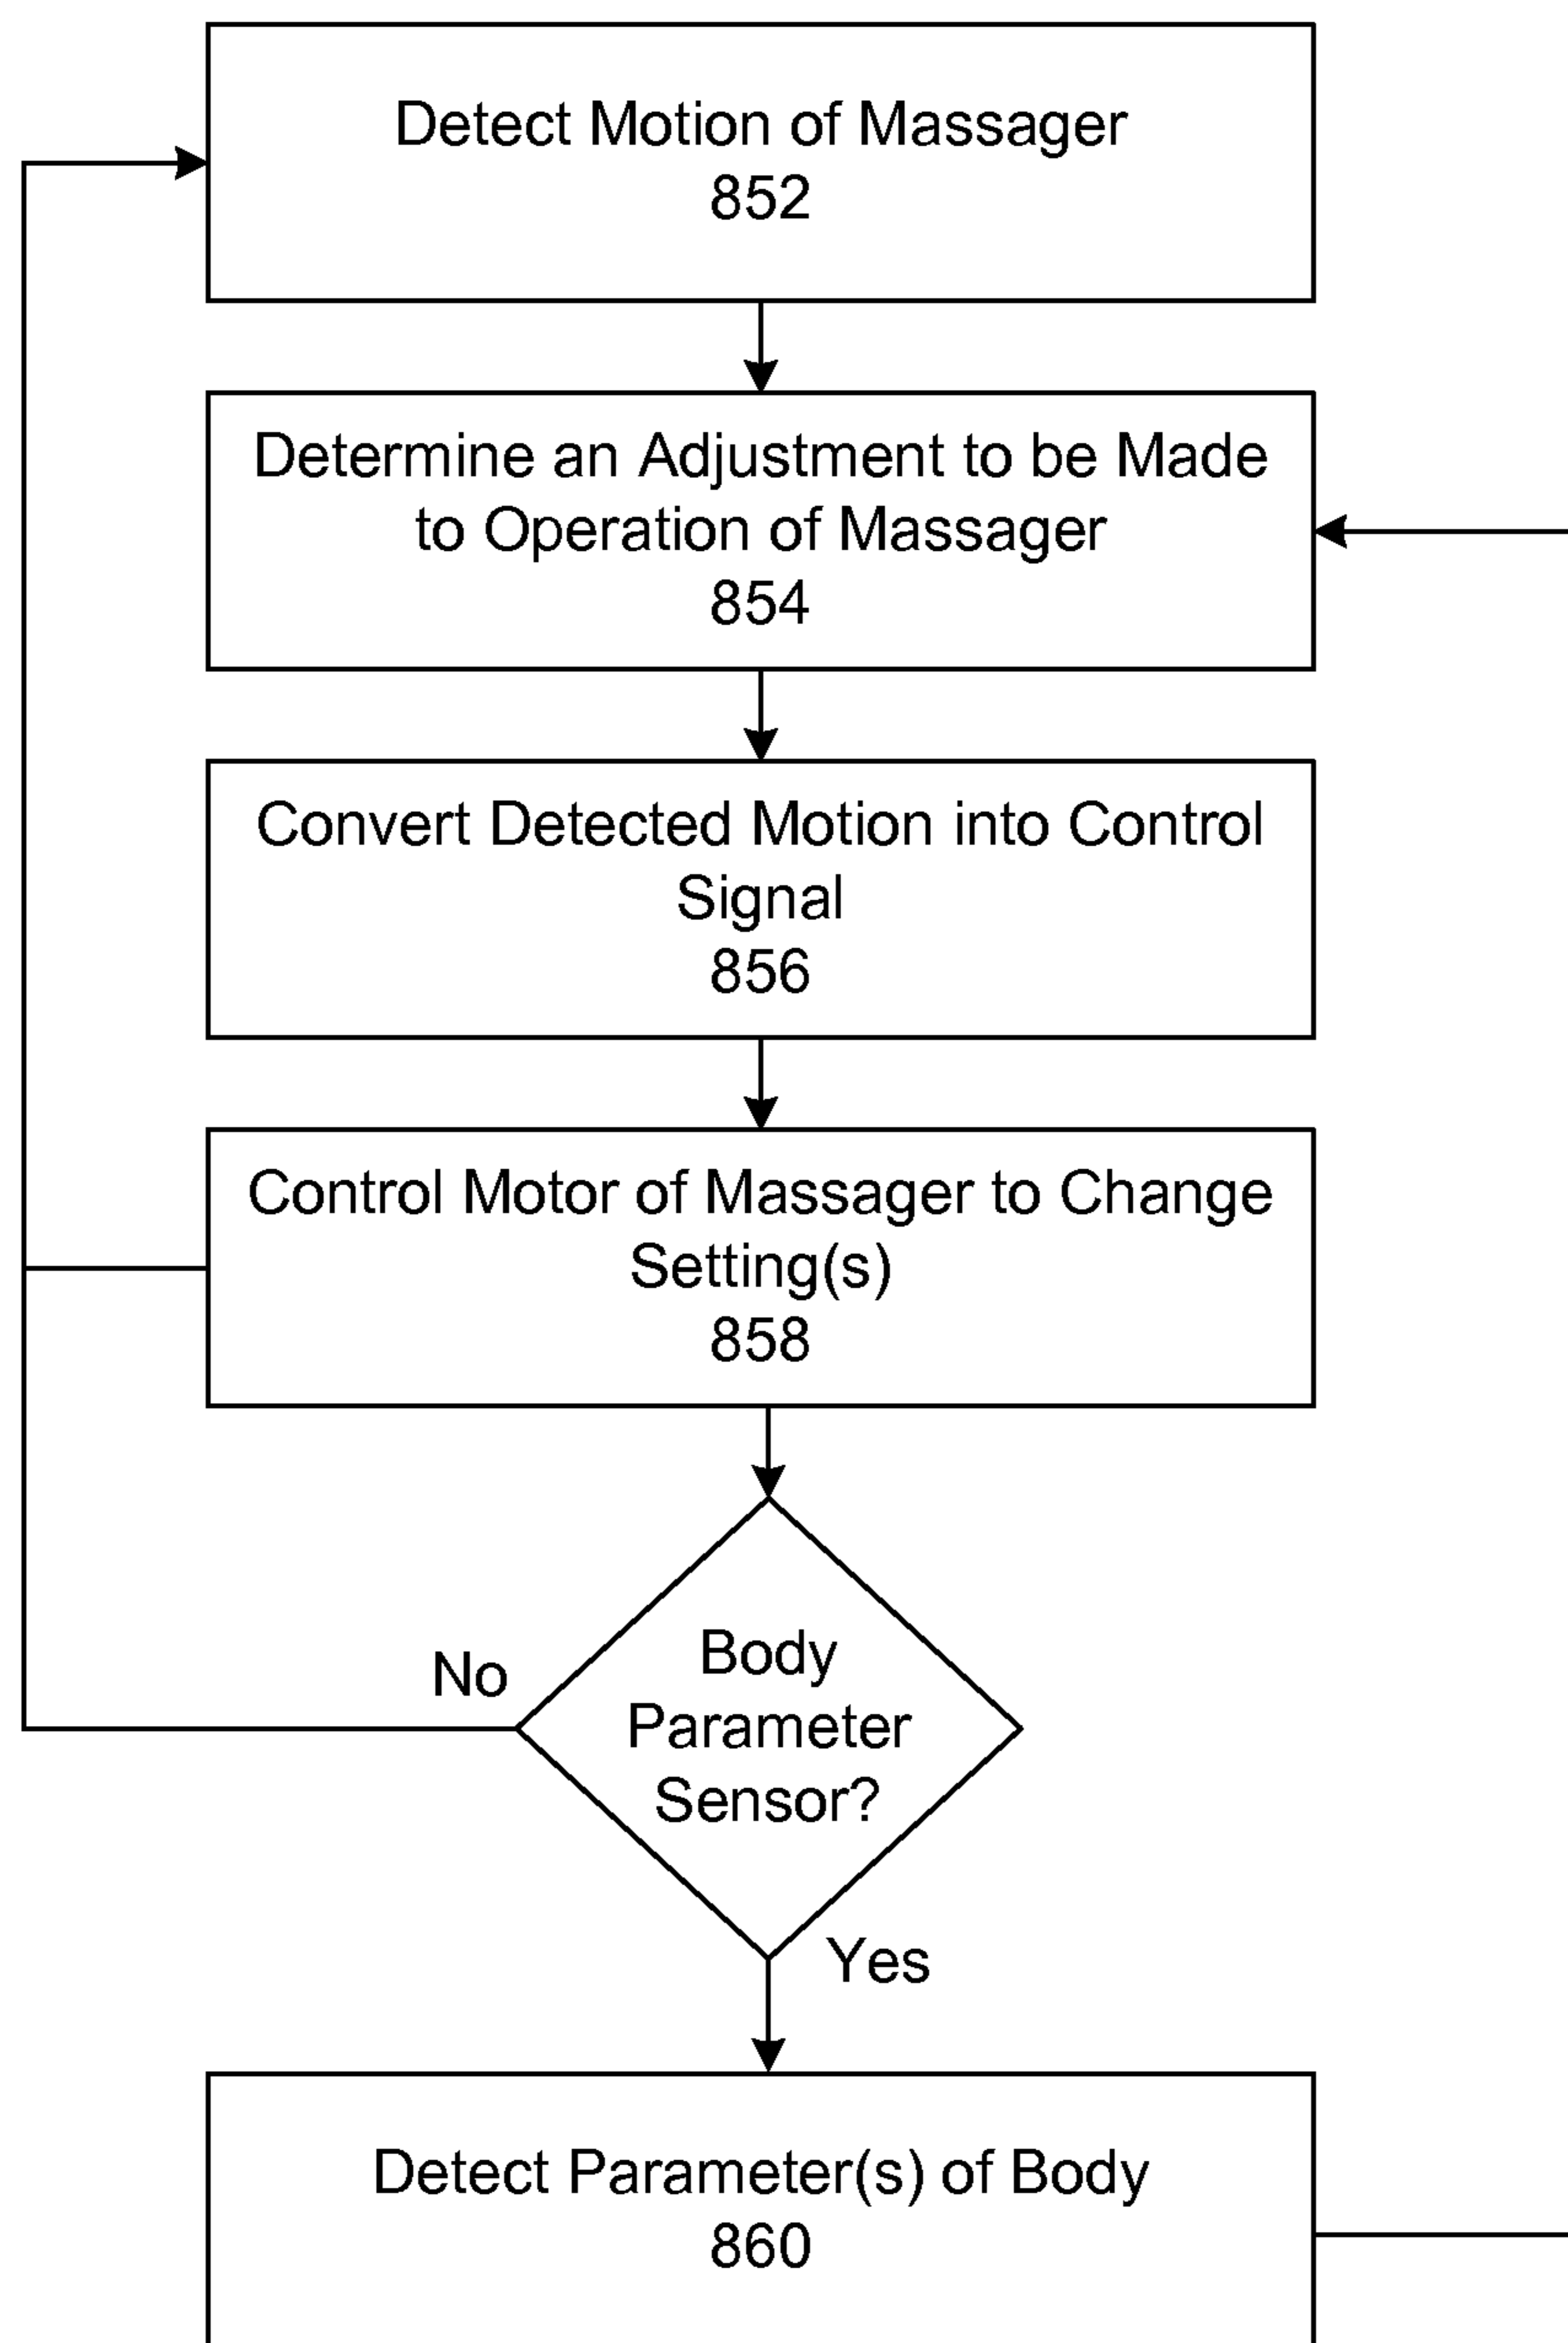 Detect Motion of Massager
852
Determine an Adjustment to be Made
to Operation of Massager
854
Convert Detected Motion into Control
Signal
856
Control Motor of Massager to Change
Setting(s)
858
No
Body
Parameter
Sensor?
Yes
Detect Parameter(s) of Body
860